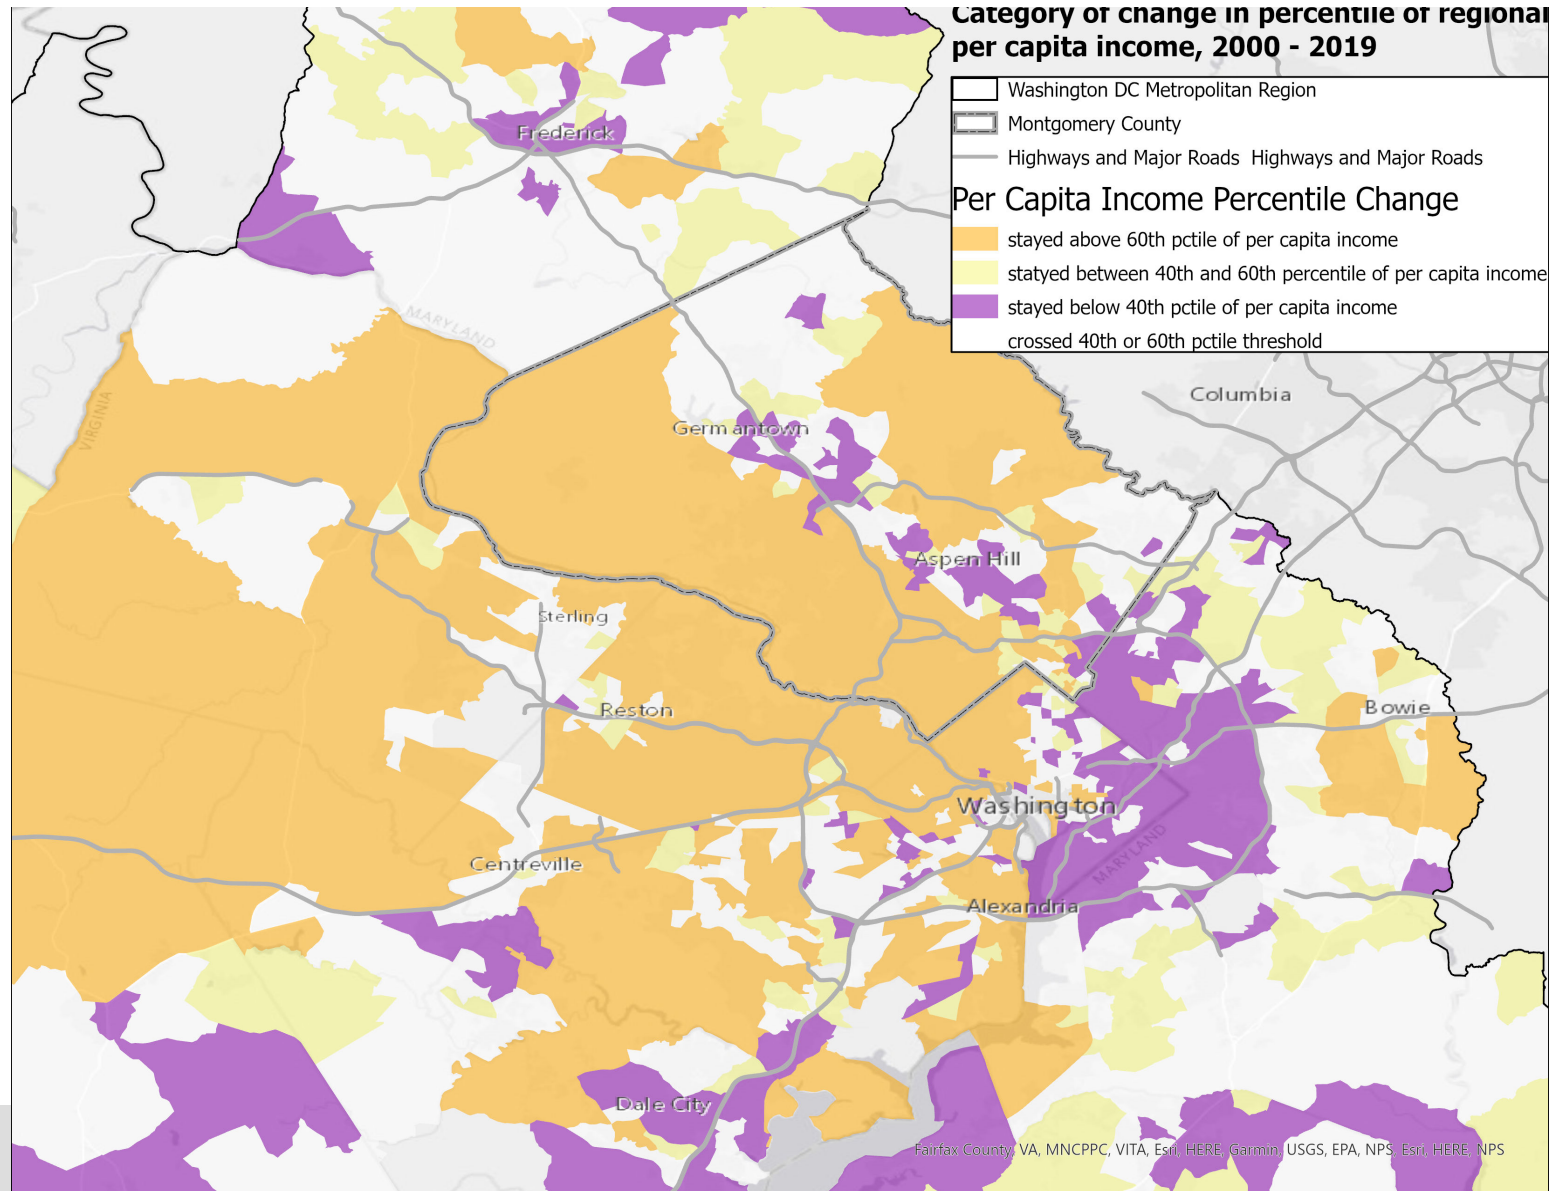 Category of change in percentile of regional
per capita income, 2000 - 2019
Washington DC Metropolitan Region
Montgomery County
Highways and Major Roads Highways and Major Roads
Per Capita Income Percentile Change
stayed above 60th pctile of per capita income
statyed between 40th and 60th percentile of per capita income
stayed below 40th pctile of per capita income
crossed 40th or 60th pctile threshold
Frederick
MARYLAND
Columbia
VIRGINIA
Germantown
Aspen Hill
Sterling
Reston
Bowie
Washington
Centreville
MARYLAND
Alexandria
Dale City
Fairfax County, VA, MNCPPC, VITA, Esri, HERE, Garmin, USGS, EPA, NPS, Esri, HERE, NPS